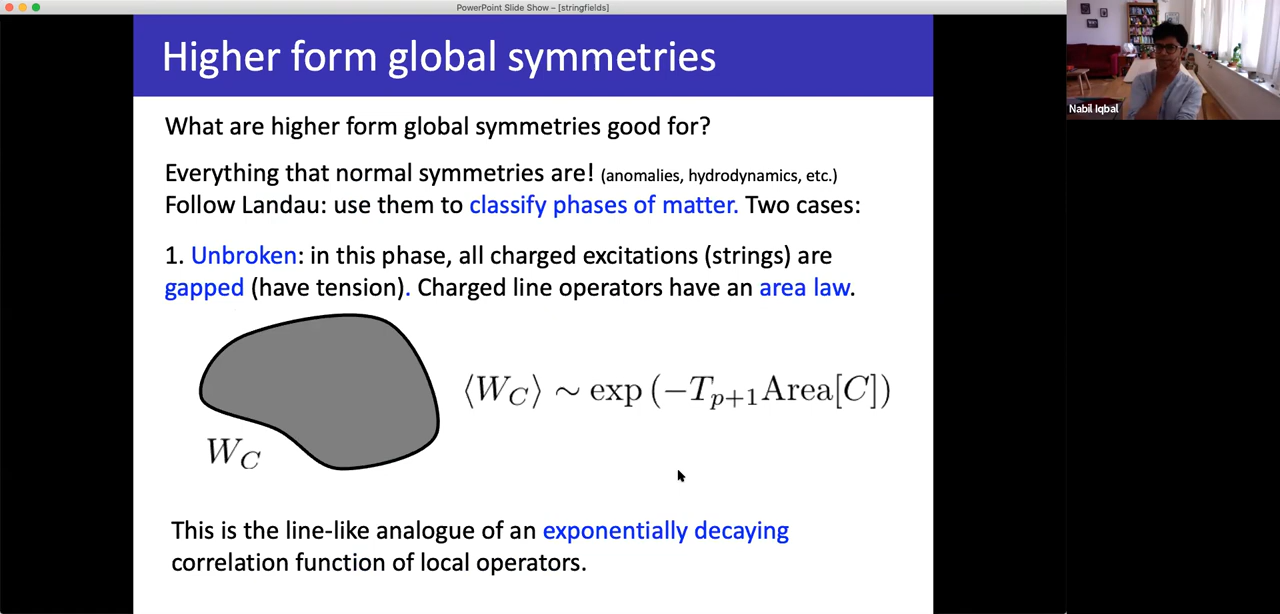 PowerPoint Slide Show – [stringfields]
Higher form global symmetries
Nabil Iqbal
What are higher form global symmetries good for?
Everything that normal symmetries are! (anomalies, hydrodynamics, etc.)
Follow Landau: use them to classify phases of matter. Two cases:
1. Unbroken: in this phase, all charged excitations (strings) are
gapped (have tension). Charged line operators have an area law.
⟨W_C⟩ ∼ exp (−T_{p+1}Area[C])
W_C
This is the line-like analogue of an exponentially decaying
correlation function of local operators.